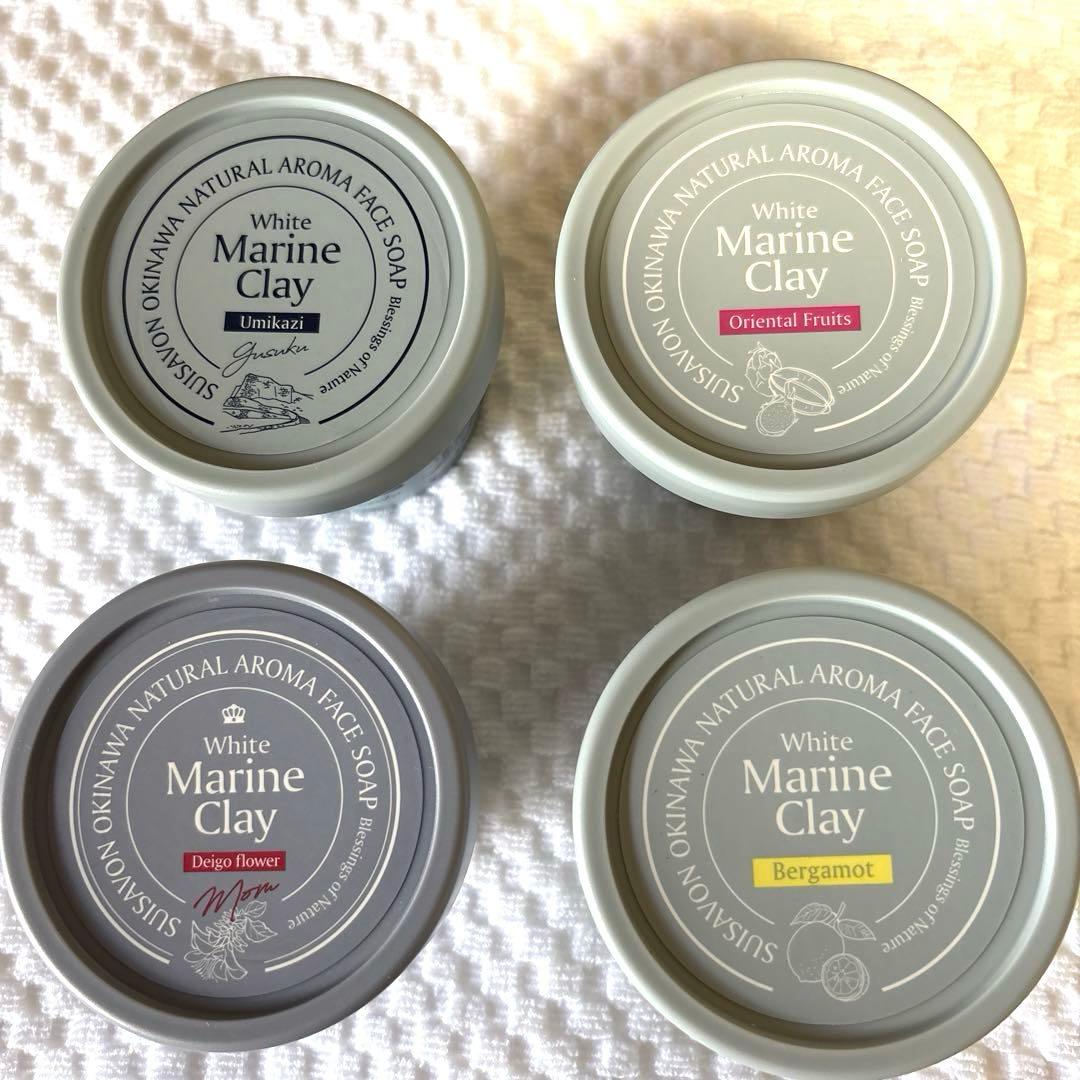 SUISAVON OKINAWA NATURAL AROMA FACE SOAP Blessings of Nature
White
Marine
Clay
Umikazi
gusuku
SUISAVON OKINAWA NATURAL AROMA FACE SOAP Blessings of Nature
White
Marine
Clay
Oriental Fruits
SUISAVON OKINAWA NATURAL AROMA FACE SOAP Blessings of Nature
White
Marine
Clay
Deigo flower
Mom
SUISAVON OKINAWA NATURAL AROMA FACE SOAP Blessings of Nature
White
Marine
Clay
Bergamot